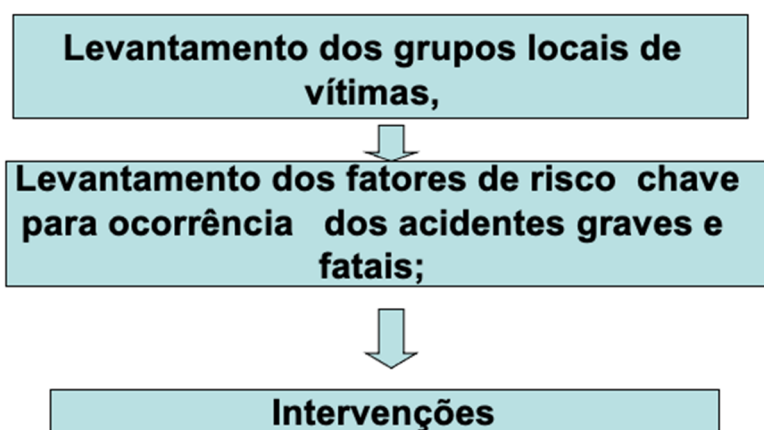 Levantamento dos grupos locais de
vítimas,
Levantamento dos fatores de risco chave
para ocorrência dos acidentes graves e
fatais;
Intervenções